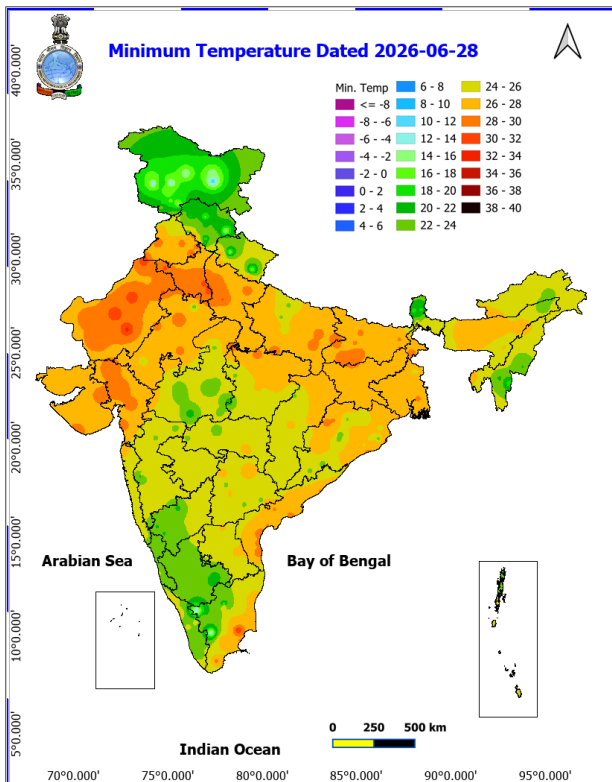 Minimum Temperature Dated 2026-06-28
Min. Temp
<= -8
-8 - -6
-6 - -4
-4 - -2
-2 - 0
0 - 2
2 - 4
4 - 6
6 - 8
8 - 10
10 - 12
12 - 14
14 - 16
16 - 18
18 - 20
20 - 22
22 - 24
24 - 26
26 - 28
28 - 30
30 - 32
32 - 34
34 - 36
36 - 38
38 - 40
40°0.000'
35°0.000'
30°0.000'
25°0.000'
20°0.000'
15°0.000'
10°0.000'
5°0.000'
Arabian Sea
Bay of Bengal
Indian Ocean
0 250 500 km
70°0.000' 75°0.000' 80°0.000' 85°0.000' 90°0.000' 95°0.000'